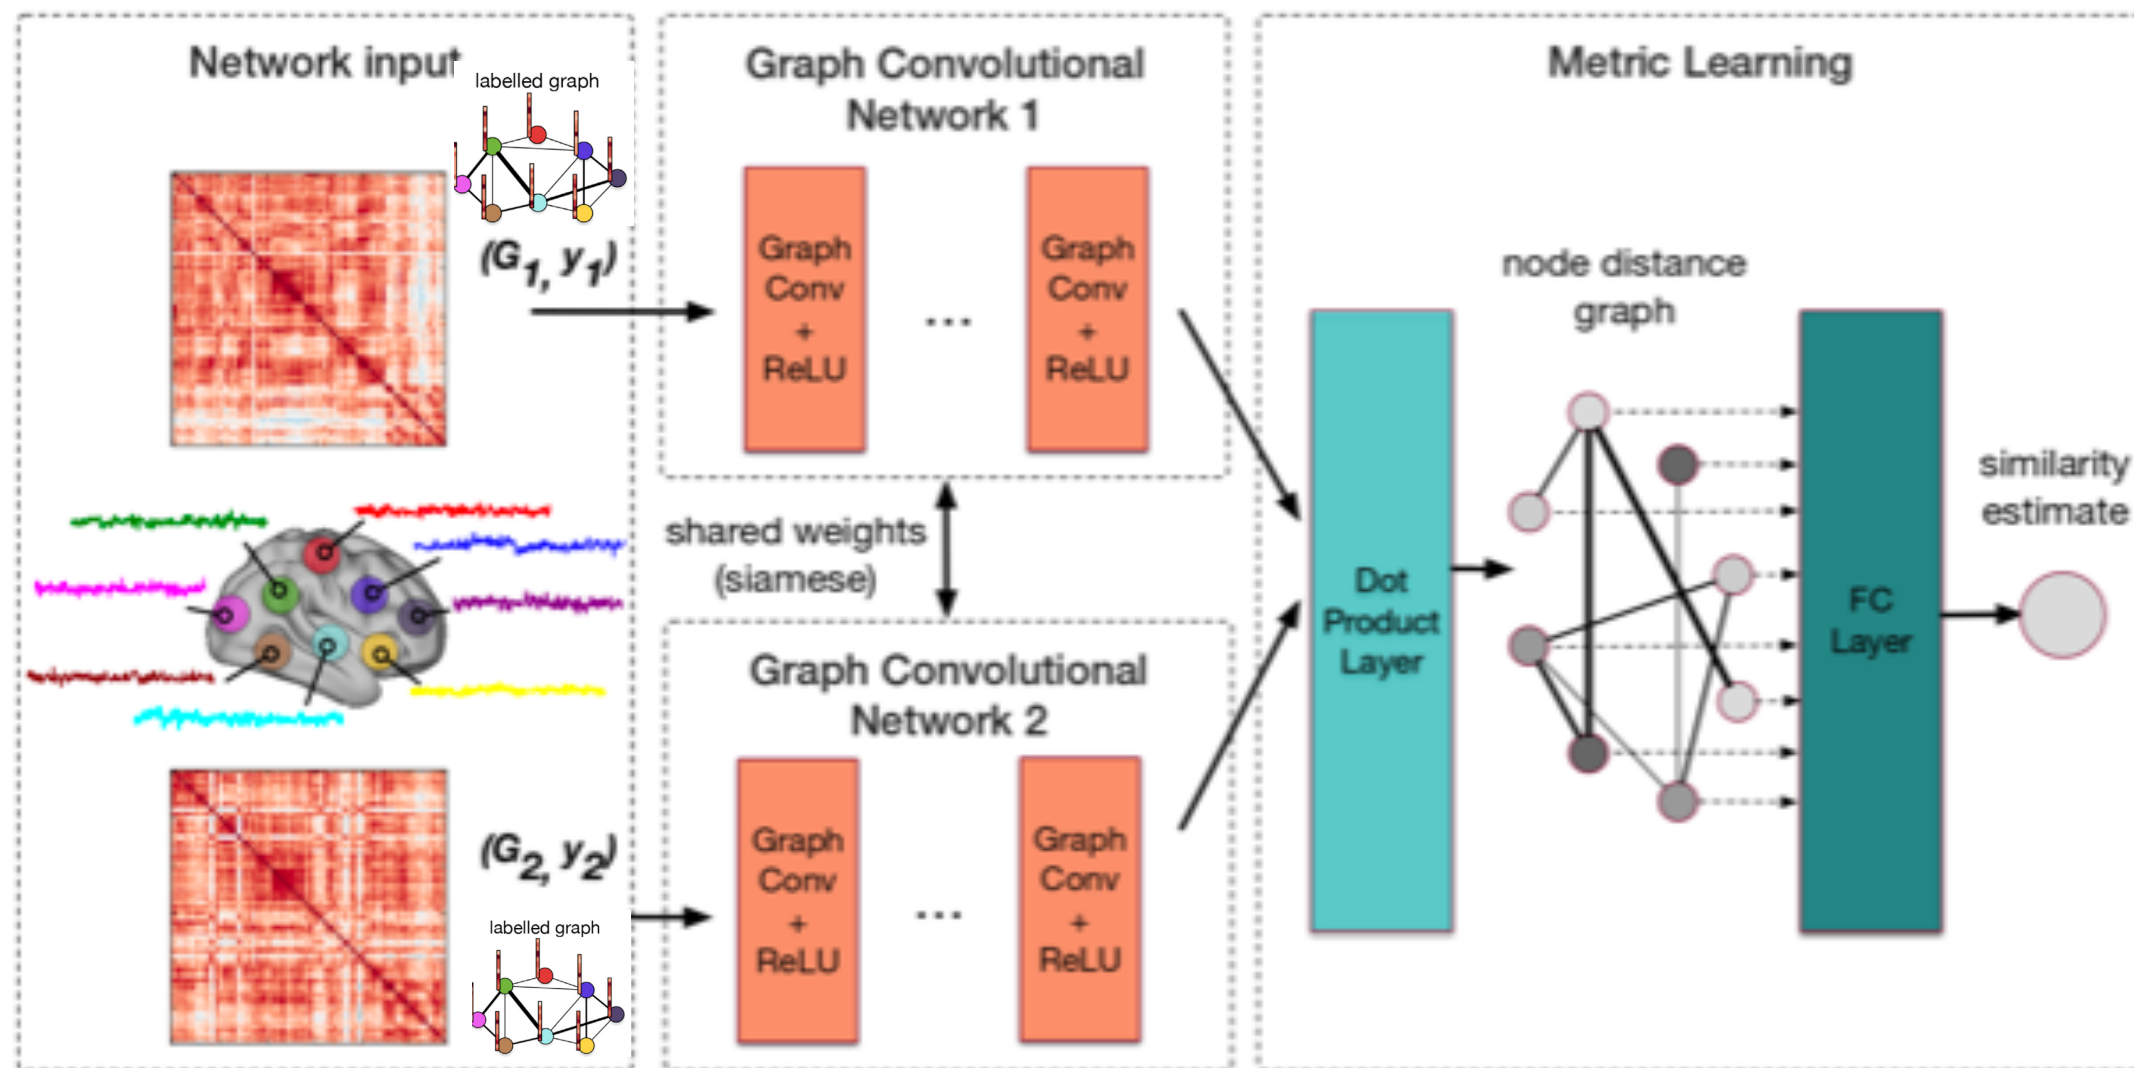 Network input
labelled graph
(G1, y1)
(G2, y2)
labelled graph
Graph Convolutional
Network 1
Graph
Conv
+
ReLU
...
Graph
Conv
+
ReLU
shared weights
(siamese)
Graph Convolutional
Network 2
Graph
Conv
+
ReLU
...
Graph
Conv
+
ReLU
Metric Learning
Dot
Product
Layer
node distance
graph
FC
Layer
similarity
estimate